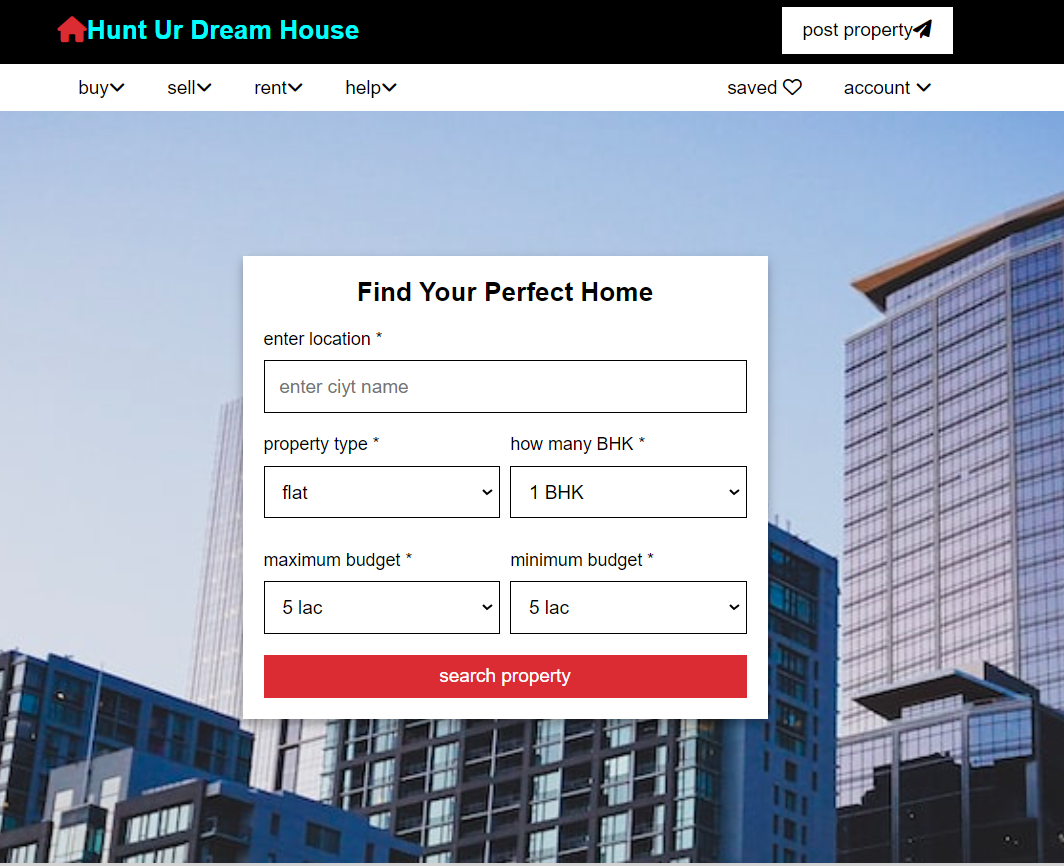 Hunt Ur Dream House post property
buy sell rent help saved account
Find Your Perfect Home
enter location *
enter ciyt name
property type * how many BHK *
flat 1 BHK
maximum budget * minimum budget *
5 lac 5 lac
search property